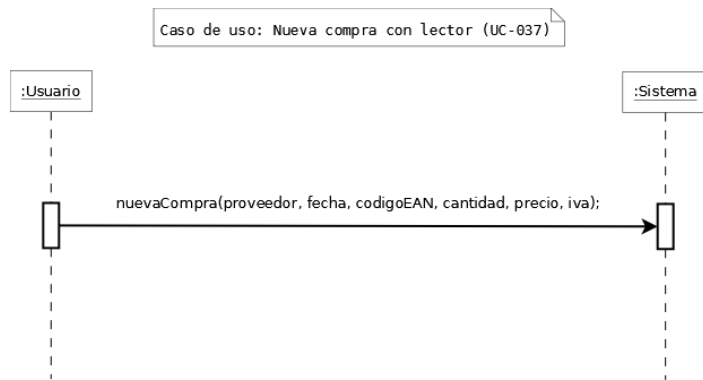 Caso de uso: Nueva compra con lector (UC-037)
:Usuario
:Sistema
nuevaCompra(proveedor, fecha, codigoEAN, cantidad, precio, iva);